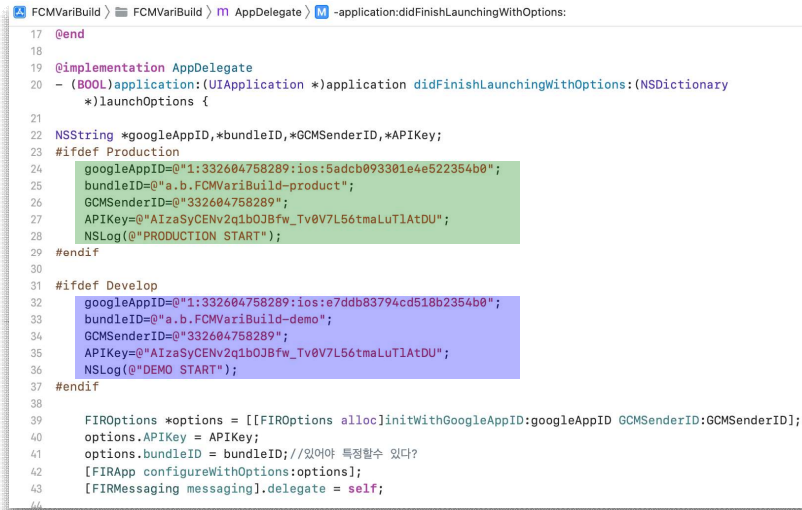 FCMVariBuild 〉 FCMVariBuild 〉 m AppDelegate 〉 M -application:didFinishLaunchingWithOptions:
17 @end
18
19 @implementation AppDelegate
20 - (BOOL)application:(UIApplication *)application didFinishLaunchingWithOptions:(NSDictionary
*)launchOptions {
21
22 NSString *googleAppID,*bundleID,*GCMSenderID,*APIKey;
23 #ifdef Production
24 googleAppID=@"1:332604758289:ios:5adcb093301e4e522354b0";
25 bundleID=@"a.b.FCMVariBuild-product";
26 GCMSenderID=@"332604758289";
27 APIKey=@"AIzaSyCENv2q1bOJBfw_Tv0V7L56tmaLuTlAtDU";
28 NSLog(@"PRODUCTION START");
29 #endif
30
31 #ifdef Develop
32 googleAppID=@"1:332604758289:ios:e7ddb83794cd518b2354b0";
33 bundleID=@"a.b.FCMVariBuild-demo";
34 GCMSenderID=@"332604758289";
35 APIKey=@"AIzaSyCENv2q1bOJBfw_Tv0V7L56tmaLuTlAtDU";
36 NSLog(@"DEMO START");
37 #endif
38
39 FIROptions *options = [[FIROptions alloc]initWithGoogleAppID:googleAppID GCMSenderID:GCMSenderID];
40 options.APIKey = APIKey;
41 options.bundleID = bundleID;//있어야 특정할수 있다?
42 [FIRApp configureWithOptions:options];
43 [FIRMessaging messaging].delegate = self;
44